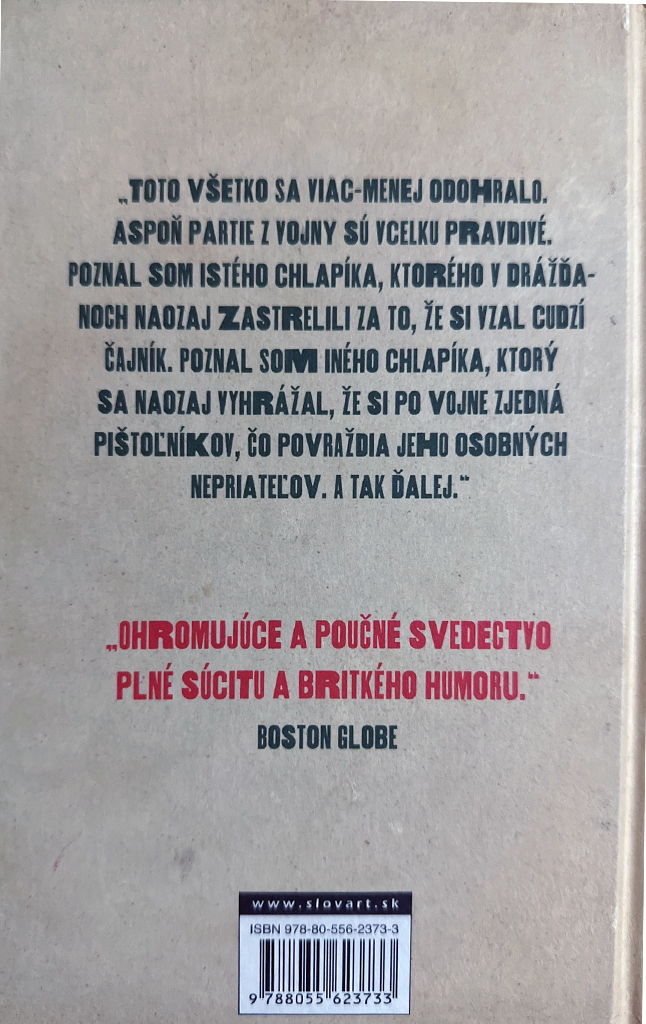 „TOTO VŠETKO SA VIAC-MENEJ ODOHRALO.
ASPOŇ PARTIE Z VOJNY SÚ VCELKU PRAVDIVÉ.
POZNAL SOM ISTÉHO CHLAPÍKA, KTORÉHO V DRÁŽĎA-
NOCH NAOZAJ ZASTRELILI ZA TO, ŽE SI VZAL CUDZÍ
ČAJNÍK. POZNAL SOM INÉHO CHLAPÍKA, KTORÝ
SA NAOZAJ VYHRÁŽAL, ŽE SI PO VOJNE ZJEDNÁ
PIŠTOĽNÍKOV, ČO POVRAŽDIA JEHO OSOBNÝCH
NEPRIATEĽOV. A TAK ĎALEJ.“
„OHROMUJÚCE A POUČNÉ SVEDECTVO
PLNÉ SÚCITU A BRITKÉHO HUMORU.“
BOSTON GLOBE
www.slovart.sk
ISBN 978-80-556-2373-3
9 788055 623733